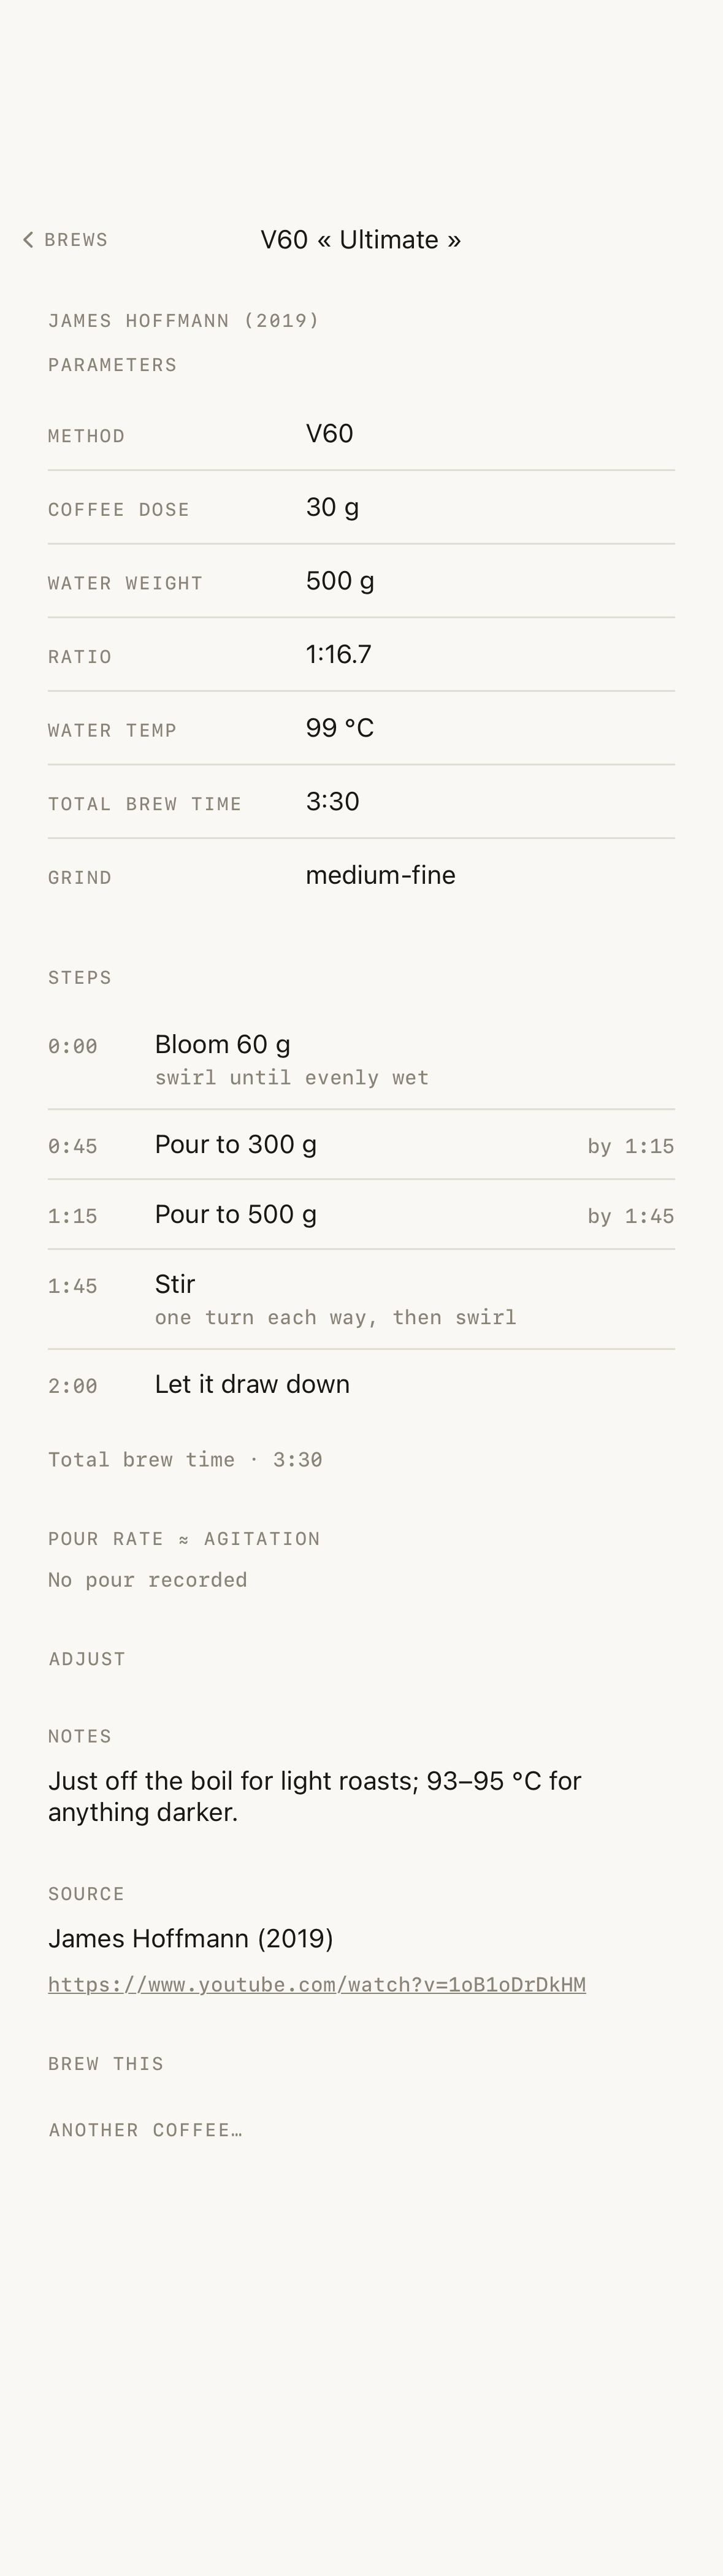 BREWS
V60 « Ultimate »
JAMES HOFFMANN (2019)
PARAMETERS
METHOD V60
COFFEE DOSE 30 g
WATER WEIGHT 500 g
RATIO 1:16.7
WATER TEMP 99 °C
TOTAL BREW TIME 3:30
GRIND medium-fine
STEPS
0:00 Bloom 60 g
swirl until evenly wet
0:45 Pour to 300 g by 1:15
1:15 Pour to 500 g by 1:45
1:45 Stir
one turn each way, then swirl
2:00 Let it draw down
Total brew time · 3:30
POUR RATE ≈ AGITATION
No pour recorded
ADJUST
NOTES
Just off the boil for light roasts; 93–95 °C for
anything darker.
SOURCE
James Hoffmann (2019)
https://www.youtube.com/watch?v=1oB1oDrDkHM
BREW THIS
ANOTHER COFFEE…